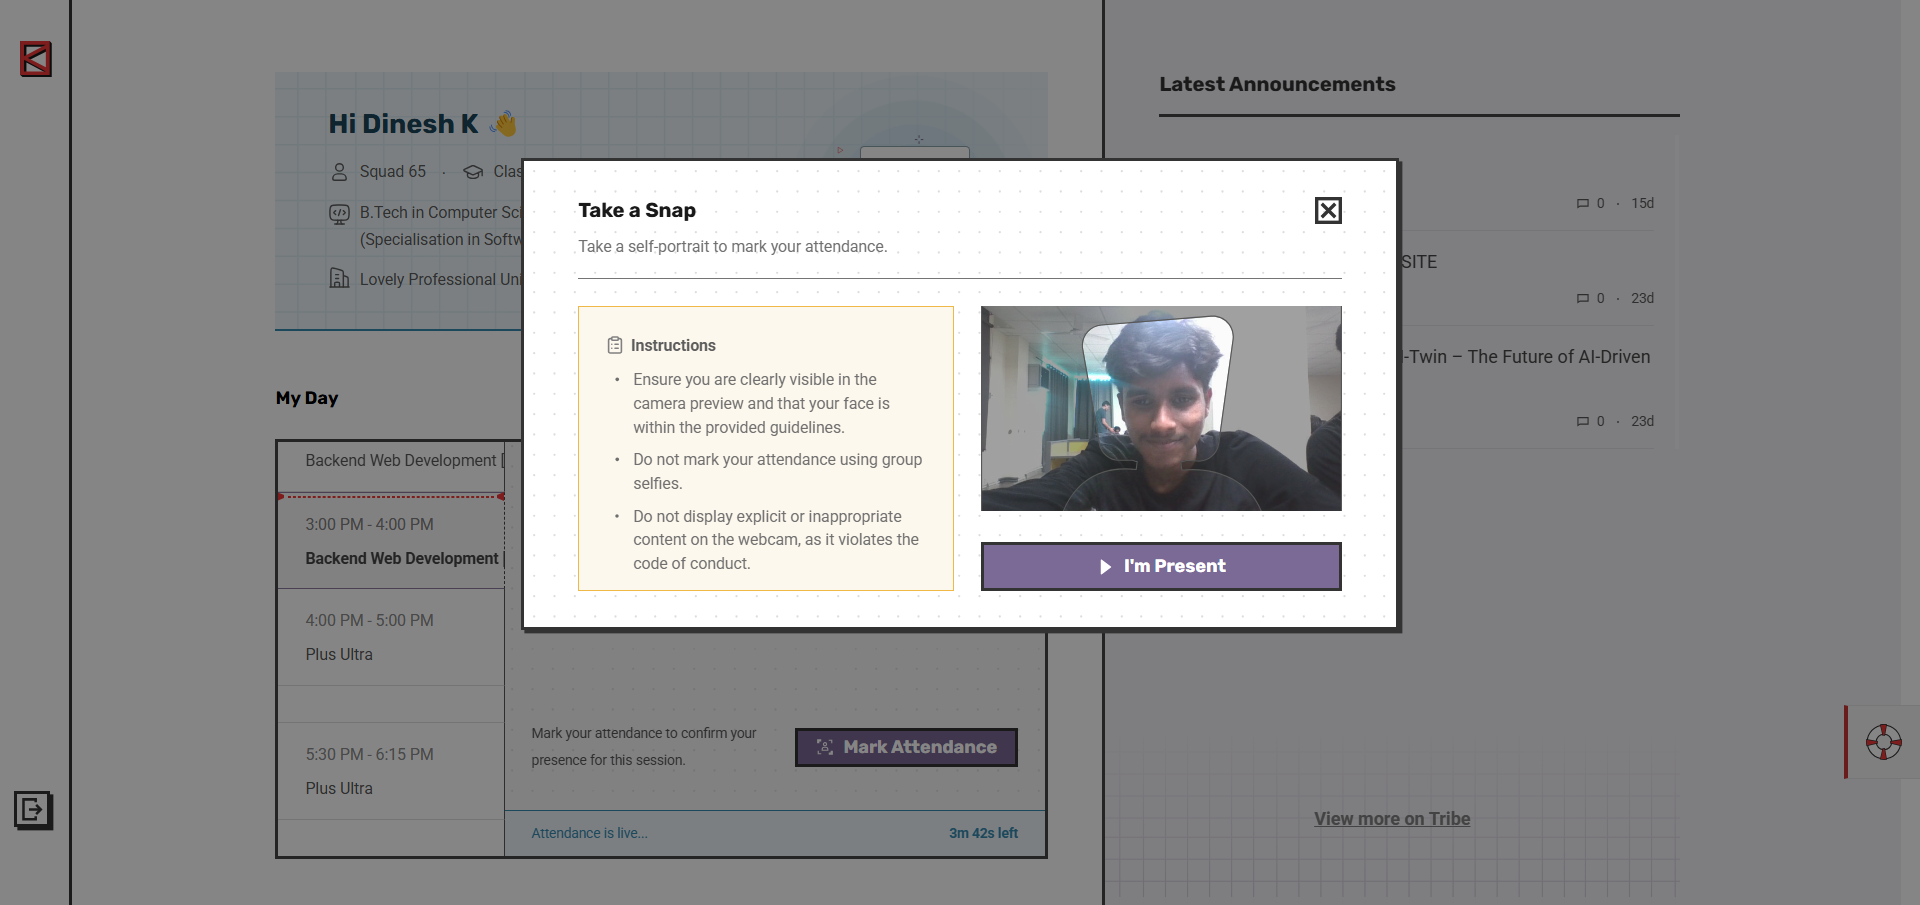 Hi Dinesh K
Squad 65 · Clas
B.Tech in Computer Sci
(Specialisation in Softw
Lovely Professional Uni
My Day
Backend Web Development [
3:00 PM - 4:00 PM
Backend Web Development
4:00 PM - 5:00 PM
Plus Ultra
5:30 PM - 6:15 PM
Plus Ultra
Take a Snap
Take a self-portrait to mark your attendance.
Instructions
• Ensure you are clearly visible in the
camera preview and that your face is
within the provided guidelines.
• Do not mark your attendance using group
selfies.
• Do not display explicit or inappropriate
content on the webcam, as it violates the
code of conduct.
I'm Present
Mark your attendance to confirm your
presence for this session.
Mark Attendance
Attendance is live...
3m 42s left
Latest Announcements
0 · 15d
SITE
0 · 23d
-Twin – The Future of AI-Driven
0 · 23d
View more on Tribe